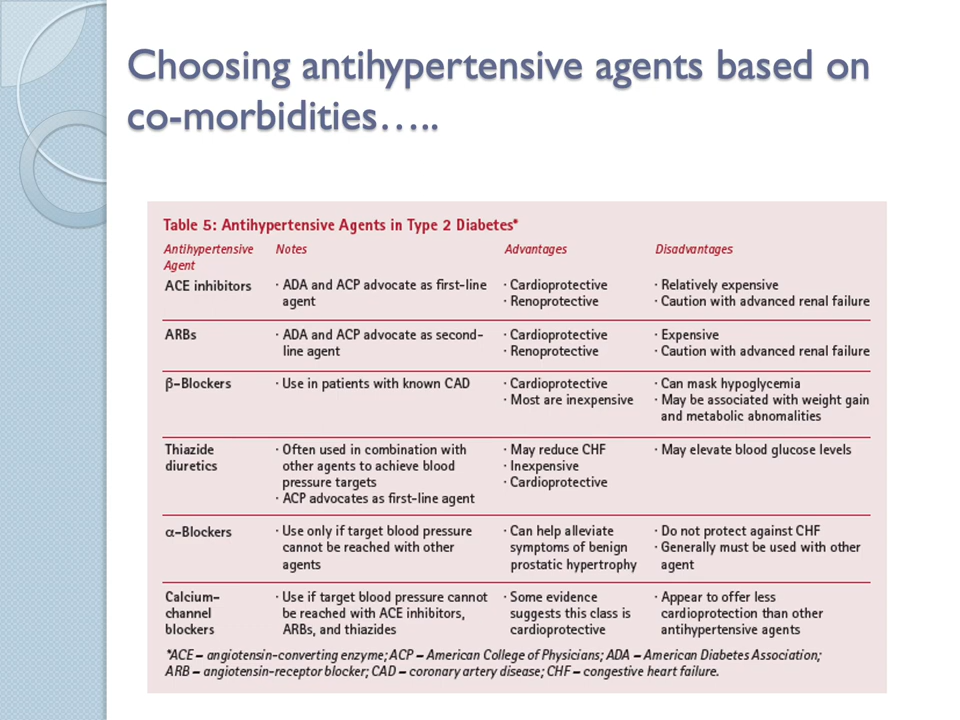 Choosing antihypertensive agents based on
co-morbidities…..
Table 5: Antihypertensive Agents in Type 2 Diabetes*
Antihypertensive Agent Notes Advantages Disadvantages
ACE inhibitors
· ADA and ACP advocate as first-line
agent
· Cardioprotective
· Renoprotective
· Relatively expensive
· Caution with advanced renal failure
ARBs
· ADA and ACP advocate as second-
line agent
· Cardioprotective
· Renoprotective
· Expensive
· Caution with advanced renal failure
β–Blockers
· Use in patients with known CAD
· Cardioprotective
· Most are inexpensive
· Can mask hypoglycemia
· May be associated with weight gain
and metabolic abnomalities
Thiazide
diuretics
· Often used in combination with
other agents to achieve blood
pressure targets
· ACP advocates as first-line agent
· May reduce CHF
· Inexpensive
· Cardioprotective
· May elevate blood glucose levels
α–Blockers
· Use only if target blood pressure
cannot be reached with other
agents
· Can help alleviate
symptoms of benign
prostatic hypertrophy
· Do not protect against CHF
· Generally must be used with other
agent
Calcium-
channel
blockers
· Use if target blood pressure cannot
be reached with ACE inhibitors,
ARBs, and thiazides
· Some evidence
suggests this class is
cardioprotective
· Appear to offer less
cardioprotection than other
antihypertensive agents
*ACE – angiotensin-converting enzyme; ACP – American College of Physicians; ADA – American Diabetes Association;
ARB – angiotensin-receptor blocker; CAD – coronary artery disease; CHF – congestive heart failure.